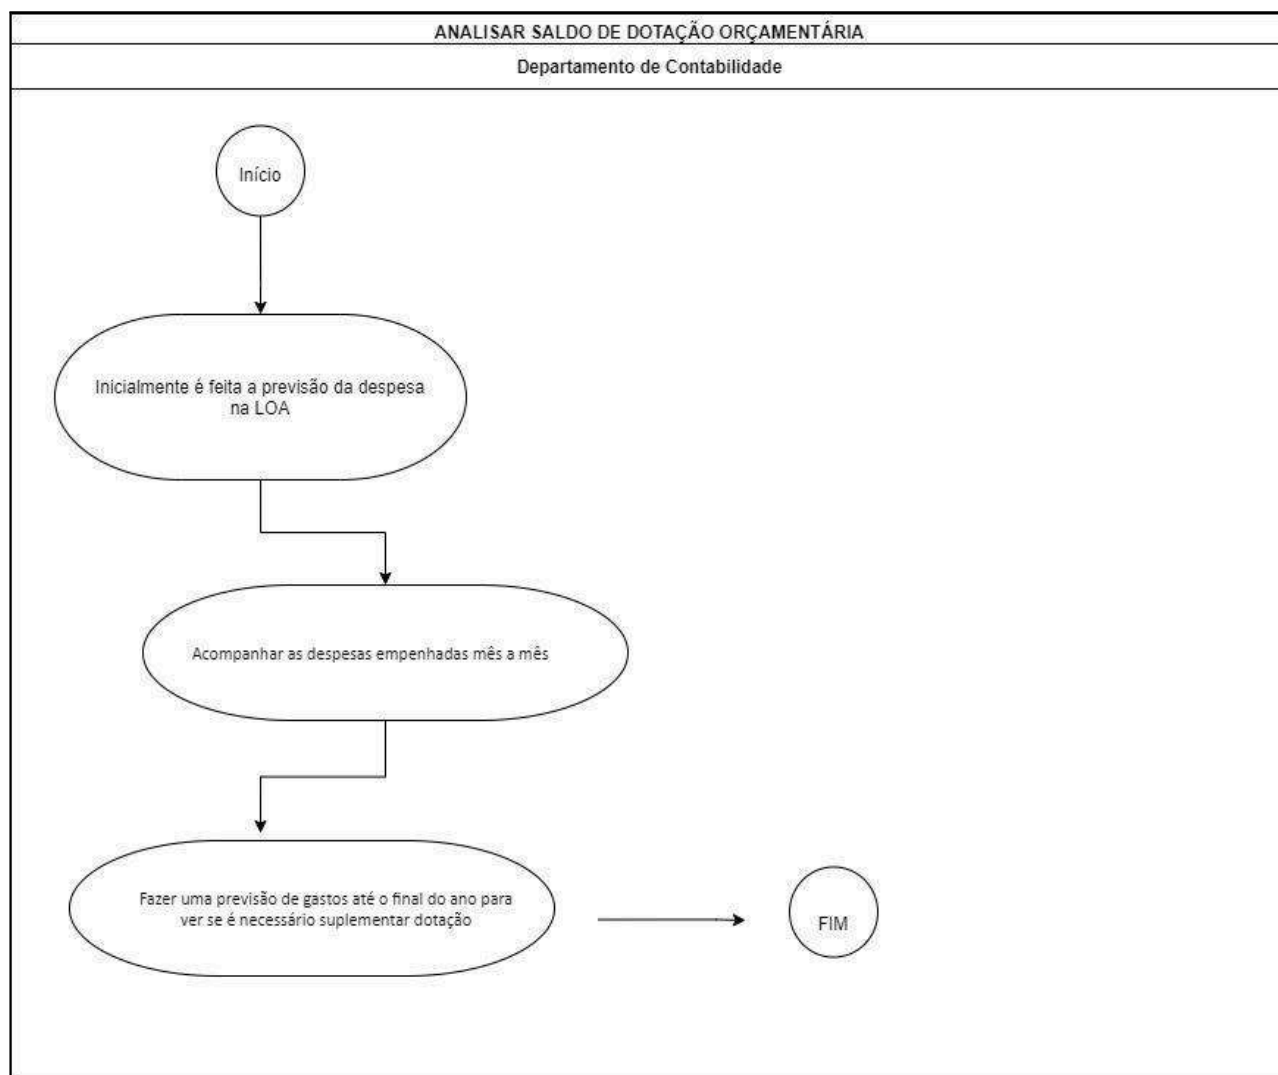 ANALISAR SALDO DE DOTAÇÃO ORÇAMENTÁRIA
Departamento de Contabilidade
Início
Inicialmente é feita a previsão da despesa
na LOA
Acompanhar as despesas empenhadas mês a mês
Fazer uma previsão de gastos até o final do ano para
ver se é necessário suplementar dotação
FIM